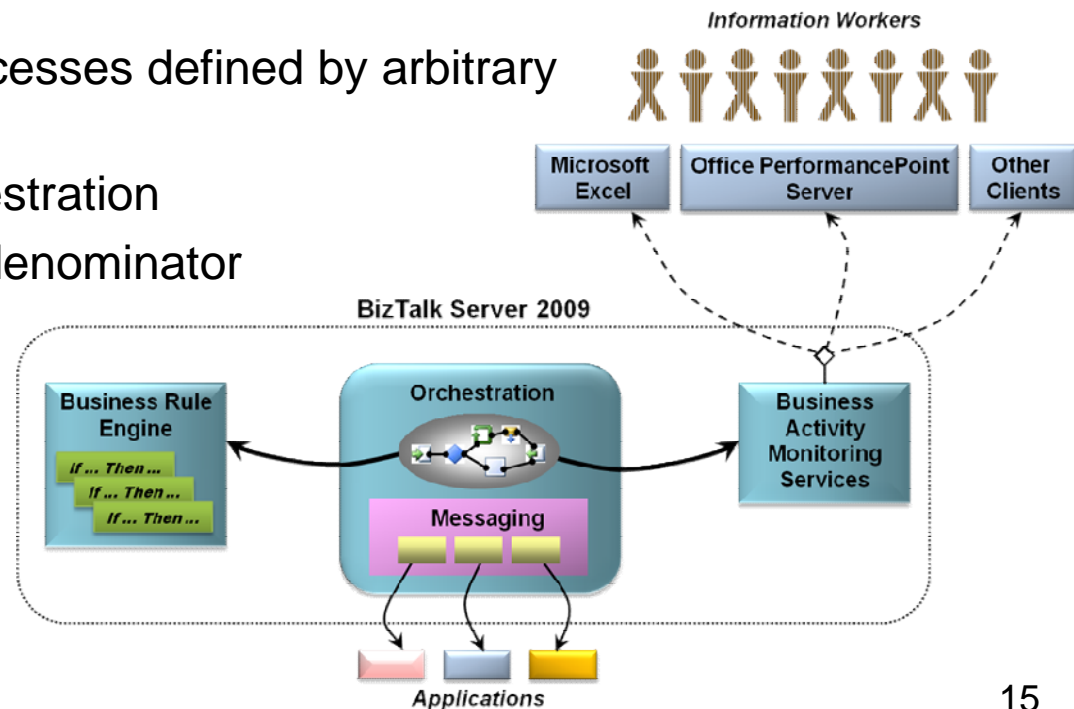 Information Workers
cesses defined by arbitrary
Microsoft Excel
Office PerformancePoint Server
Other Clients
estration
denominator
BizTalk Server 2009
Business Rule Engine
If ... Then ...
If ... Then ...
If ... Then ...
Orchestration
Messaging
Business Activity Monitoring Services
Applications
15